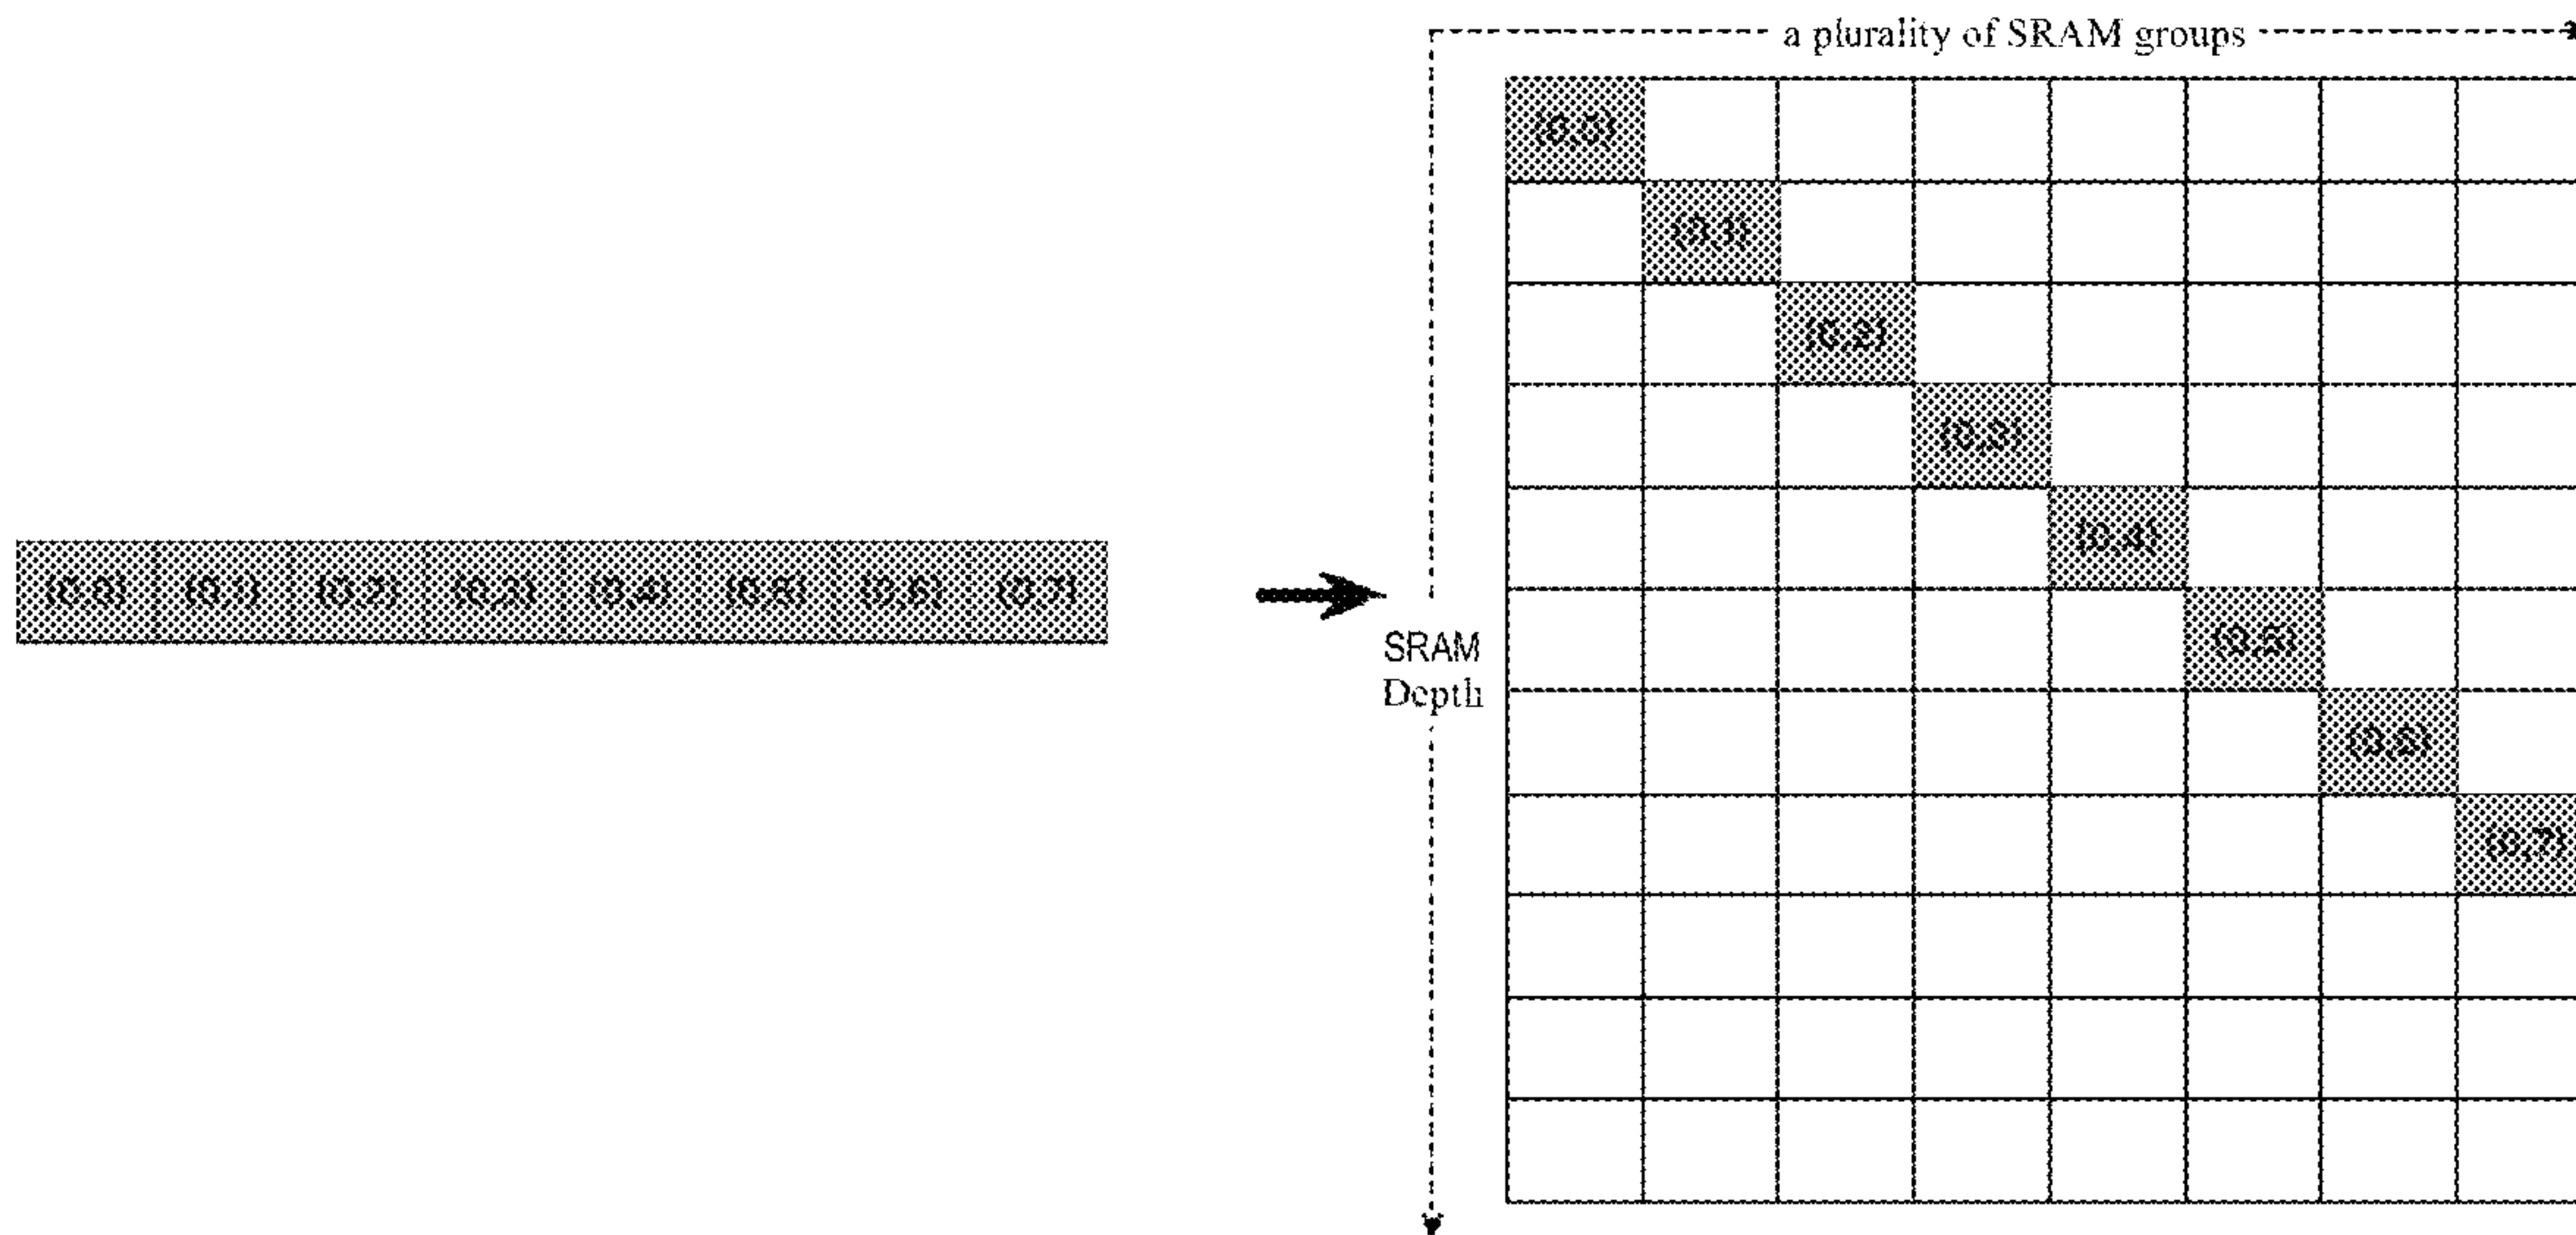 a plurality of SRAM groups
(0,0)
(0,1)
(0,2)
(0,3)
(0,4)
(0,0) (0,1) (0,2) (0,3) (0,4) (0,5) (0,6) (0,7)
SRAM
Depth
(0,5)
(0,6)
(0,7)